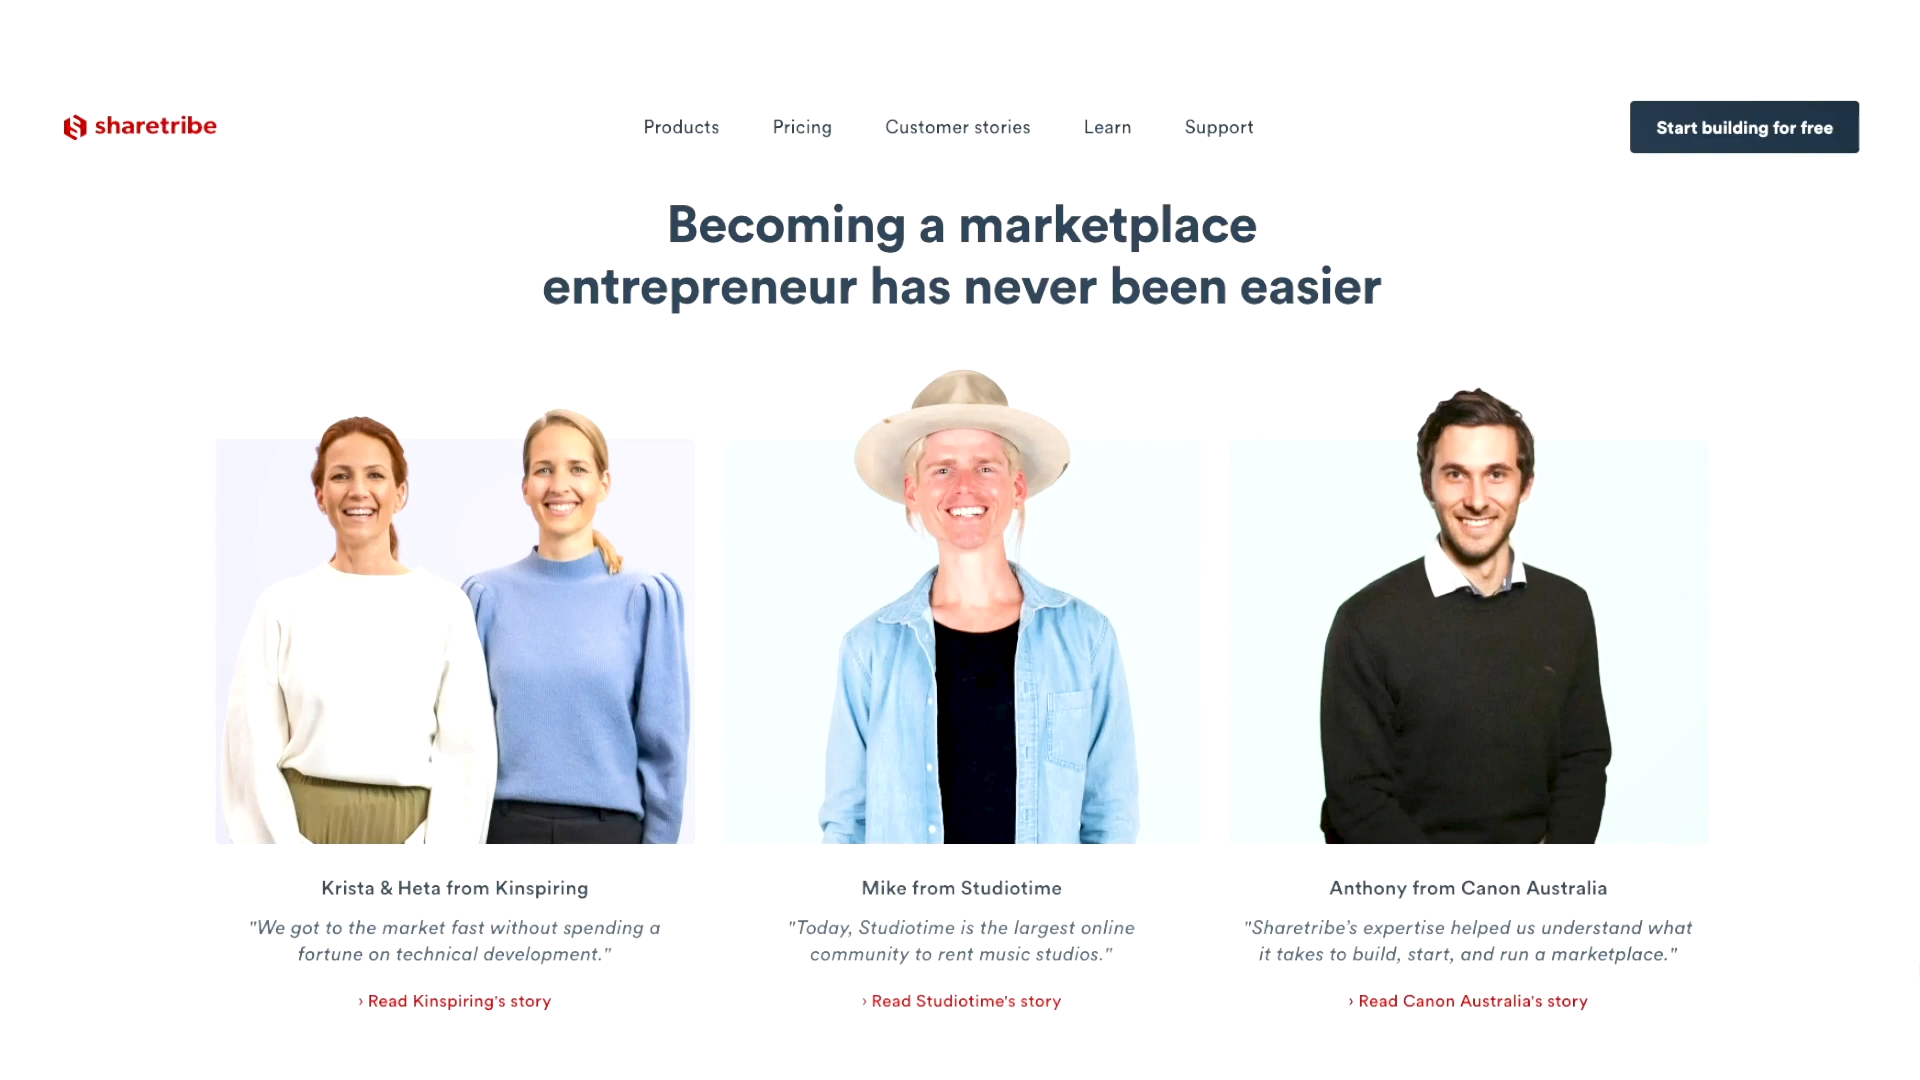 sharetribe
Products
Pricing
Customer stories
Learn
Support
Start building for free
Becoming a marketplace
entrepreneur has never been easier
Krista & Heta from Kinspiring
"We got to the market fast without spending a
fortune on technical development."
› Read Kinspiring's story
Mike from Studiotime
"Today, Studiotime is the largest online
community to rent music studios."
› Read Studiotime's story
Anthony from Canon Australia
"Sharetribe’s expertise helped us understand what
it takes to build, start, and run a marketplace."
› Read Canon Australia's story